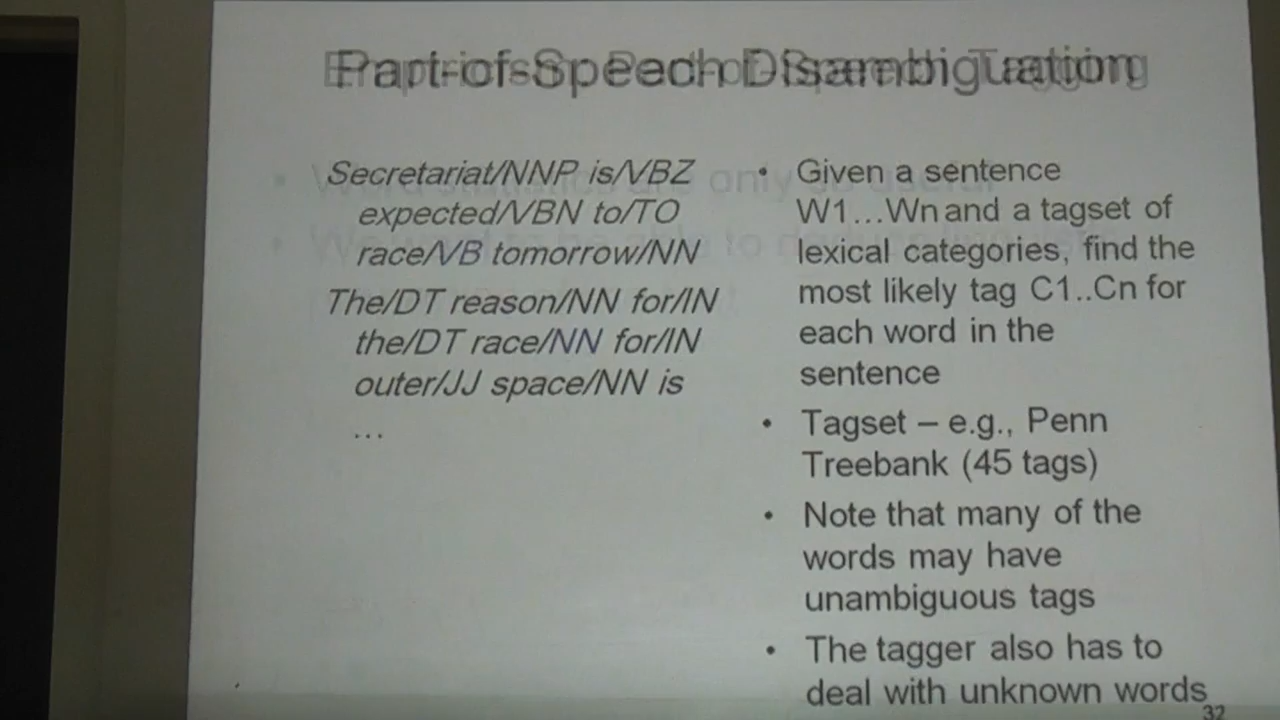 Part-of-Speech Disambiguation
Secretariat/NNP is/VBZ
expected/VBN to/TO
race/VB tomorrow/NN
The/DT reason/NN for/IN
the/DT race/NN for/IN
outer/JJ space/NN is
…
• Given a sentence
W1…Wn and a tagset of
lexical categories, find the
most likely tag C1..Cn for
each word in the
sentence
• Tagset – e.g., Penn
Treebank (45 tags)
• Note that many of the
words may have
unambiguous tags
• The tagger also has to
deal with unknown words
32